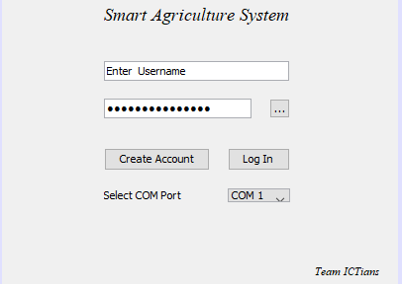 Smart Agriculture System
Enter Username
●●●●●●●●●●●●●●●
...
Create Account Log In
Select COM Port COM 1
Team ICTians